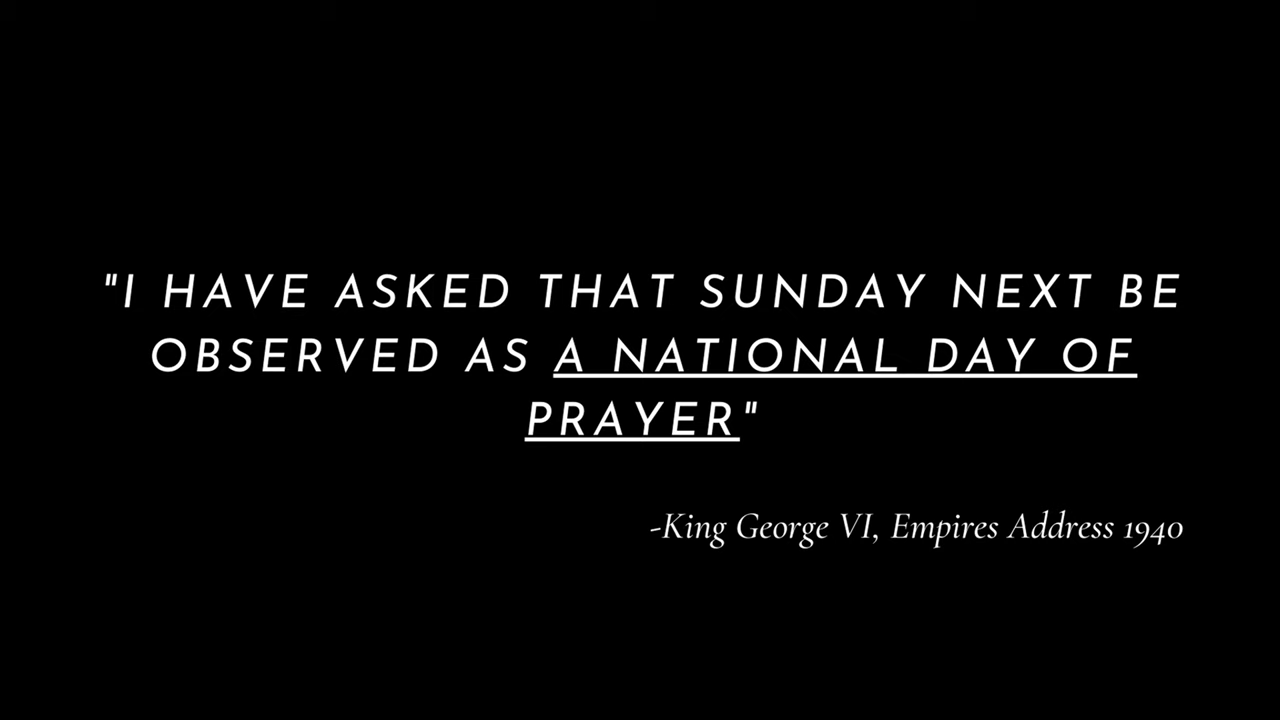 "I HAVE ASKED THAT SUNDAY NEXT BE
OBSERVED AS A NATIONAL DAY OF
PRAYER"
-King George VI, Empires Address 1940